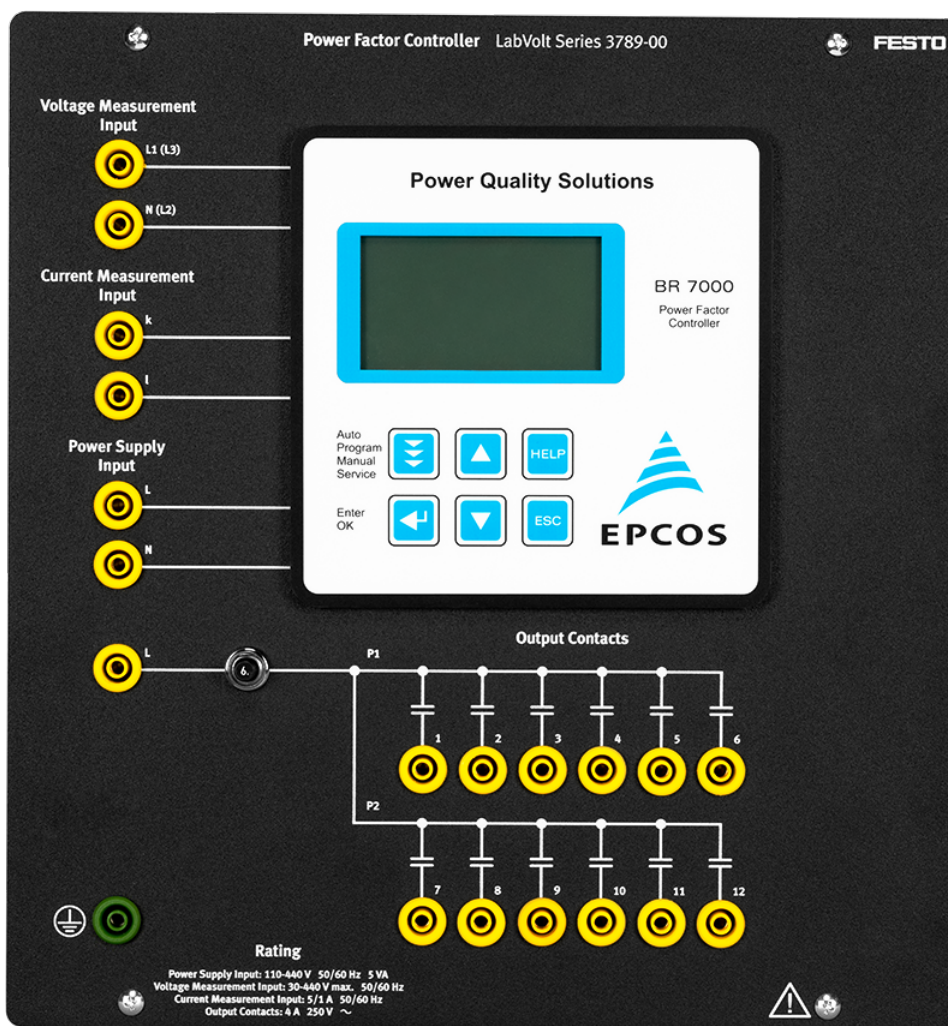 Power Factor Controller LabVolt Series 3789-00
FESTO
Voltage Measurement
Input
L1 (L3)
N (L2)
Current Measurement
Input
k
l
Power Supply
Input
L
N
L
6.
Power Quality Solutions
BR 7000
Power Factor
Controller
Auto
Program
Manual
Service
HELP
Enter
OK
ESC
EPCOS
Output Contacts
P1
1 2 3 4 5 6
P2
7 8 9 10 11 12
Rating
Power Supply Input: 110-440 V 50/60 Hz 5 VA
Voltage Measurement Input: 30-440 V max. 50/60 Hz
Current Measurement Input: 5/1 A 50/60 Hz
Output Contacts: 4 A 250 V ~